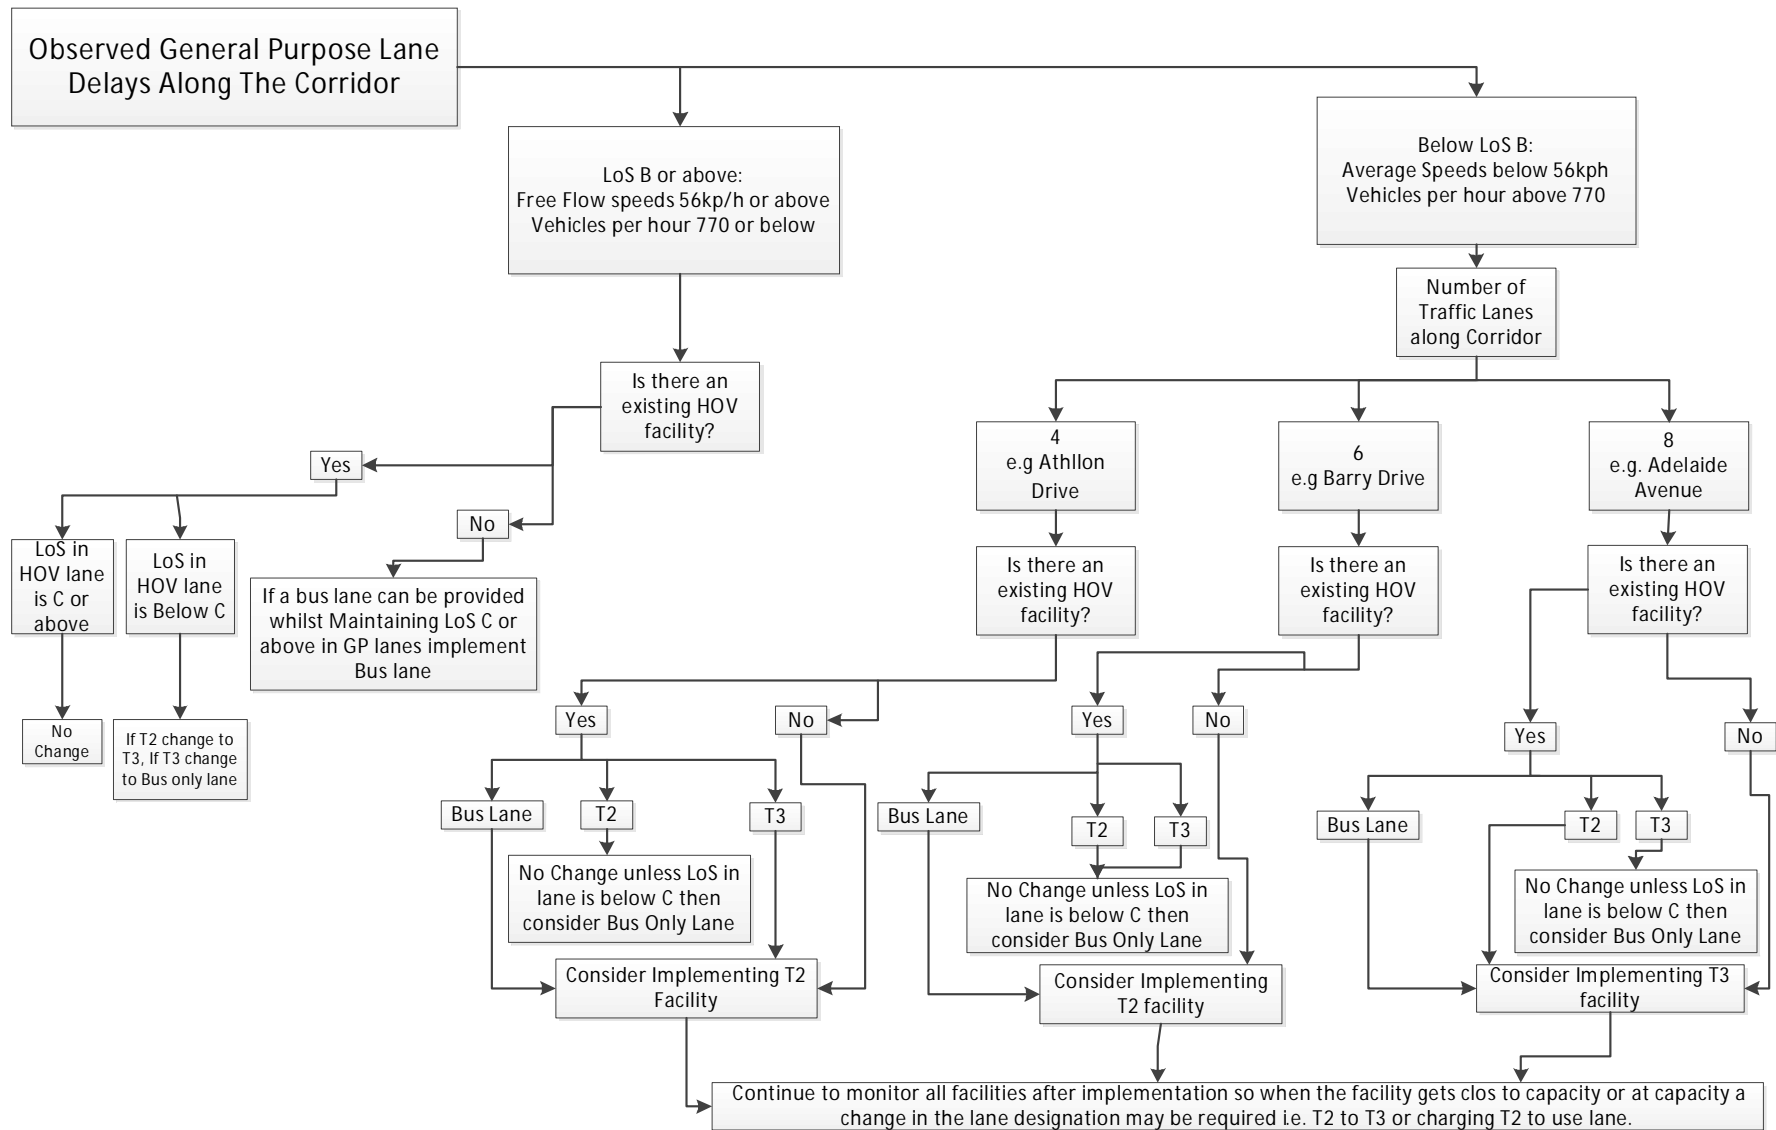 Observed General Purpose Lane
Delays Along The Corridor
LoS B or above:
Free Flow speeds 56kp/h or above
Vehicles per hour 770 or below
Below LoS B:
Average Speeds below 56kph
Vehicles per hour above 770
Number of
Traffic Lanes
along Corridor
Is there an
existing HOV
facility?
4
e.g Athllon
Drive
6
e.g Barry Drive
8
e.g. Adelaide
Avenue
Yes
No
LoS in
HOV lane
is C or
above
LoS in
HOV lane
is Below C
If a bus lane can be provided
whilst Maintaining LoS C or
above in GP lanes implement
Bus lane
Is there an
existing HOV
facility?
Is there an
existing HOV
facility?
Is there an
existing HOV
facility?
No
Change
If T2 change to
T3, If T3 change
to Bus only lane
Yes
No
Yes
No
Yes
No
Bus Lane
T2
T3
Bus Lane
T2
T3
Bus Lane
T2
T3
No Change unless LoS in
lane is below C then
consider Bus Only Lane
No Change unless LoS in
lane is below C then
consider Bus Only Lane
No Change unless LoS in
lane is below C then
consider Bus Only Lane
Consider Implementing T2
Facility
Consider Implementing
T2 facility
Consider Implementing T3
facility
Continue to monitor all facilities after implementation so when the facility gets clos to capacity or at capacity a
change in the lane designation may be required i.e. T2 to T3 or charging T2 to use lane.